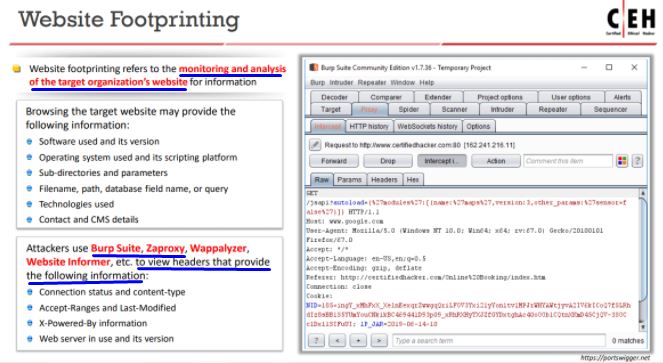 Website Footprinting
CEH
Certified Ethical Hacker
Website footprinting refers to the monitoring and analysis
of the target organization's website for information
Browsing the target website may provide the
following information:
Software used and its version
Operating system used and its scripting platform
Sub-directories and parameters
Filename, path, database field name, or query
Technologies used
Contact and CMS details
Attackers use Burp Suite, Zaproxy, Wappalyzer,
Website Informer, etc. to view headers that provide
the following information:
Connection status and content-type
Accept-Ranges and Last-Modified
X-Powered-By information
Web server in use and its version
Burp Suite Community Edition v1.7.36 - Temporary Project
Burp Intruder Repeater Window Help
Decoder Comparer Extender Project options User options Alerts
Target Proxy Spider Scanner Intruder Repeater Sequencer
Intercept HTTP history WebSockets history Options
Request to http://www.certifiedhacker.com:80 [162.241.216.11]
Forward Drop Intercept i... Action Comment this item
Raw Params Headers Hex
GET
/jsapi?autoload={%27modules%27:[{name:%27maps%27,version:3,other_params:%27sensor=f
alse%27}]} HTTP/1.1
Host: www.google.com
User-Agent: Mozilla/5.0 (Windows NT 10.0; Win64; x64; rv:67.0) Gecko/20100101
Firefox/67.0
Accept: */*
Accept-Language: en-US,en;q=0.5
Accept-Encoding: gzip, deflate
Referer: http://certifiedhacker.com/Online%20Booking/index.htm
Connection: close
Cookie:
1P_JAR=2019-06-14-10
? < + > Type a search term 0 matches
https://portswigger.net